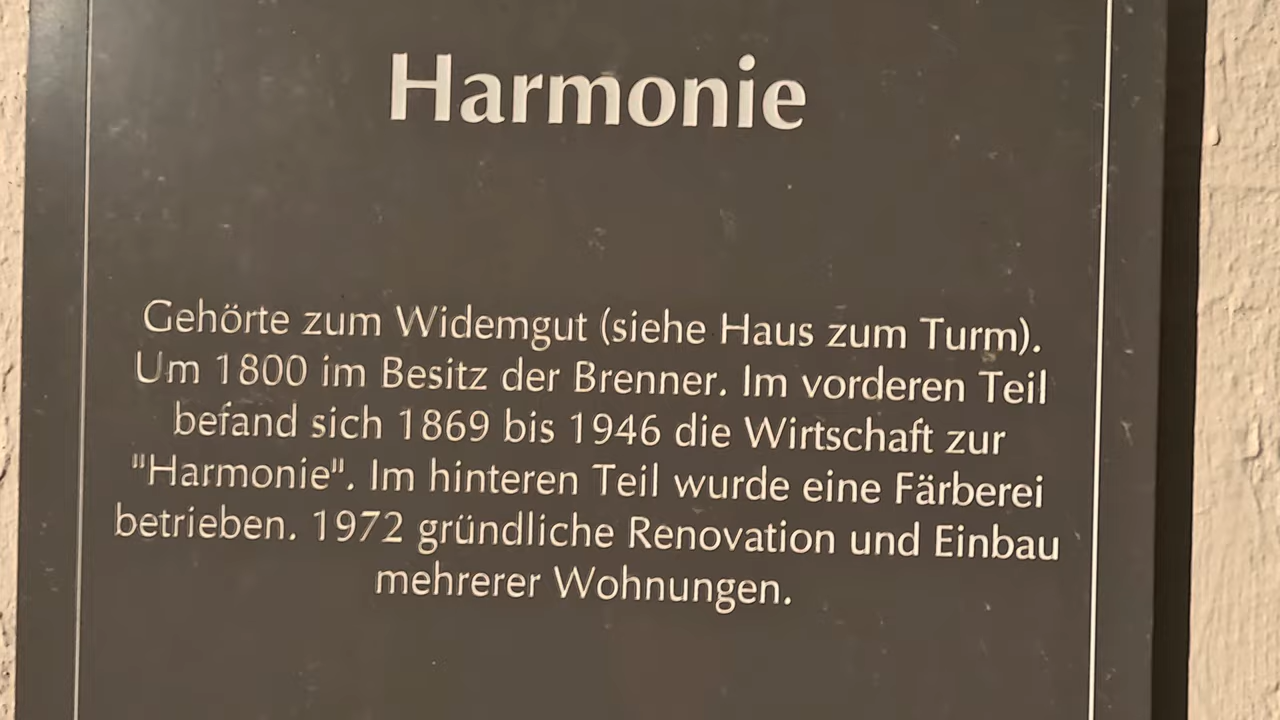 Harmonie
Gehörte zum Widemgut (siehe Haus zum Turm).
Um 1800 im Besitz der Brenner. Im vorderen Teil
befand sich 1869 bis 1946 die Wirtschaft zur
"Harmonie". Im hinteren Teil wurde eine Färberei
betrieben. 1972 gründliche Renovation und Einbau
mehrerer Wohnungen.